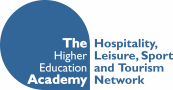 The
Higher
Education
Academy
Hospitality,
Leisure, Sport
and Tourism
Network